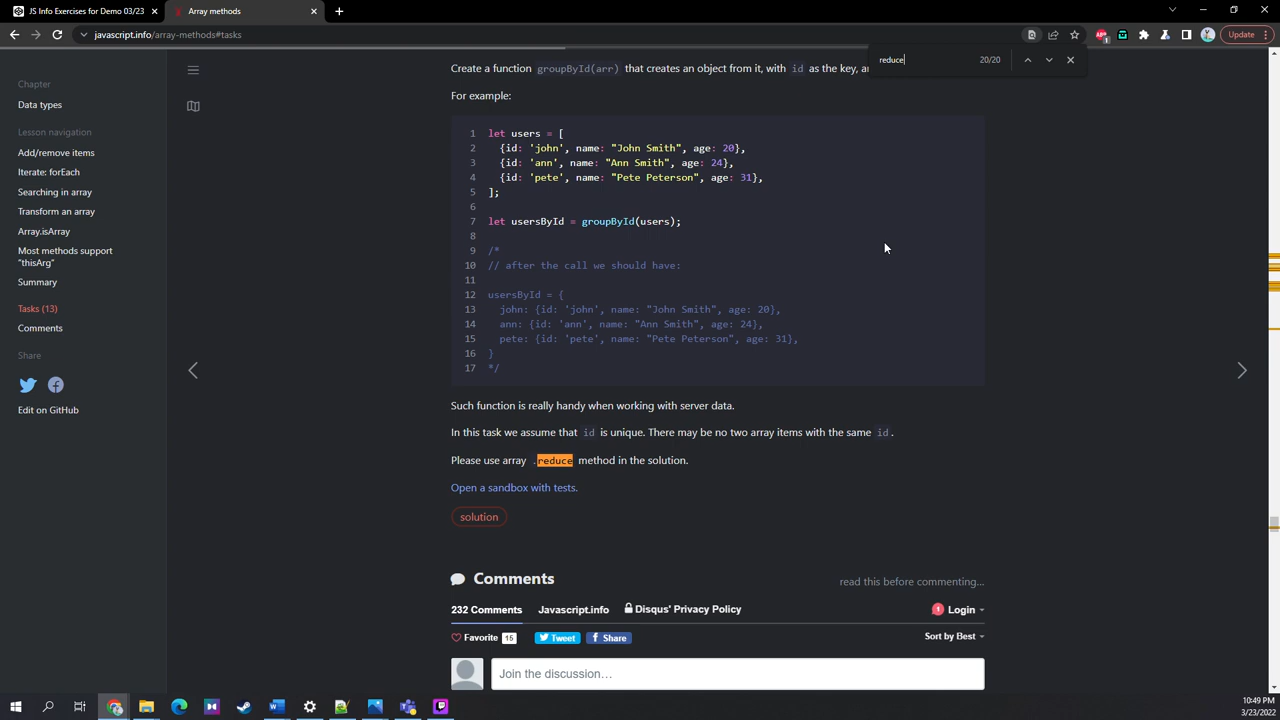 JS Info Exercises for Demo 03/23
Array methods
javascript.info/array-methods#tasks
Update
reduce
20/20
Chapter
Data types
Lesson navigation
Add/remove items
Iterate: forEach
Searching in array
Transform an array
Array.isArray
Most methods support
"thisArg"
Summary
Tasks (13)
Comments
Share
Edit on GitHub
Create a function groupById(arr) that creates an object from it, with id as the key,
For example:
1 let users = [
2 {id: 'john', name: "John Smith", age: 20},
3 {id: 'ann', name: "Ann Smith", age: 24},
4 {id: 'pete', name: "Pete Peterson", age: 31},
5 ];
6
7 let usersById = groupById(users);
8
9 /*
10 // after the call we should have:
11
12 usersById = {
13 john: {id: 'john', name: "John Smith", age: 20},
14 ann: {id: 'ann', name: "Ann Smith", age: 24},
15 pete: {id: 'pete', name: "Pete Peterson", age: 31},
16 }
17 */
Such function is really handy when working with server data.
In this task we assume that id is unique. There may be no two array items with the same id.
Please use array .reduce method in the solution.
Open a sandbox with tests.
solution
Comments
read this before commenting...
232 Comments Javascript.info Disqus' Privacy Policy 1 Login
Favorite 15 Tweet Share Sort by Best
Join the discussion...
10:49 PM
3/23/2022